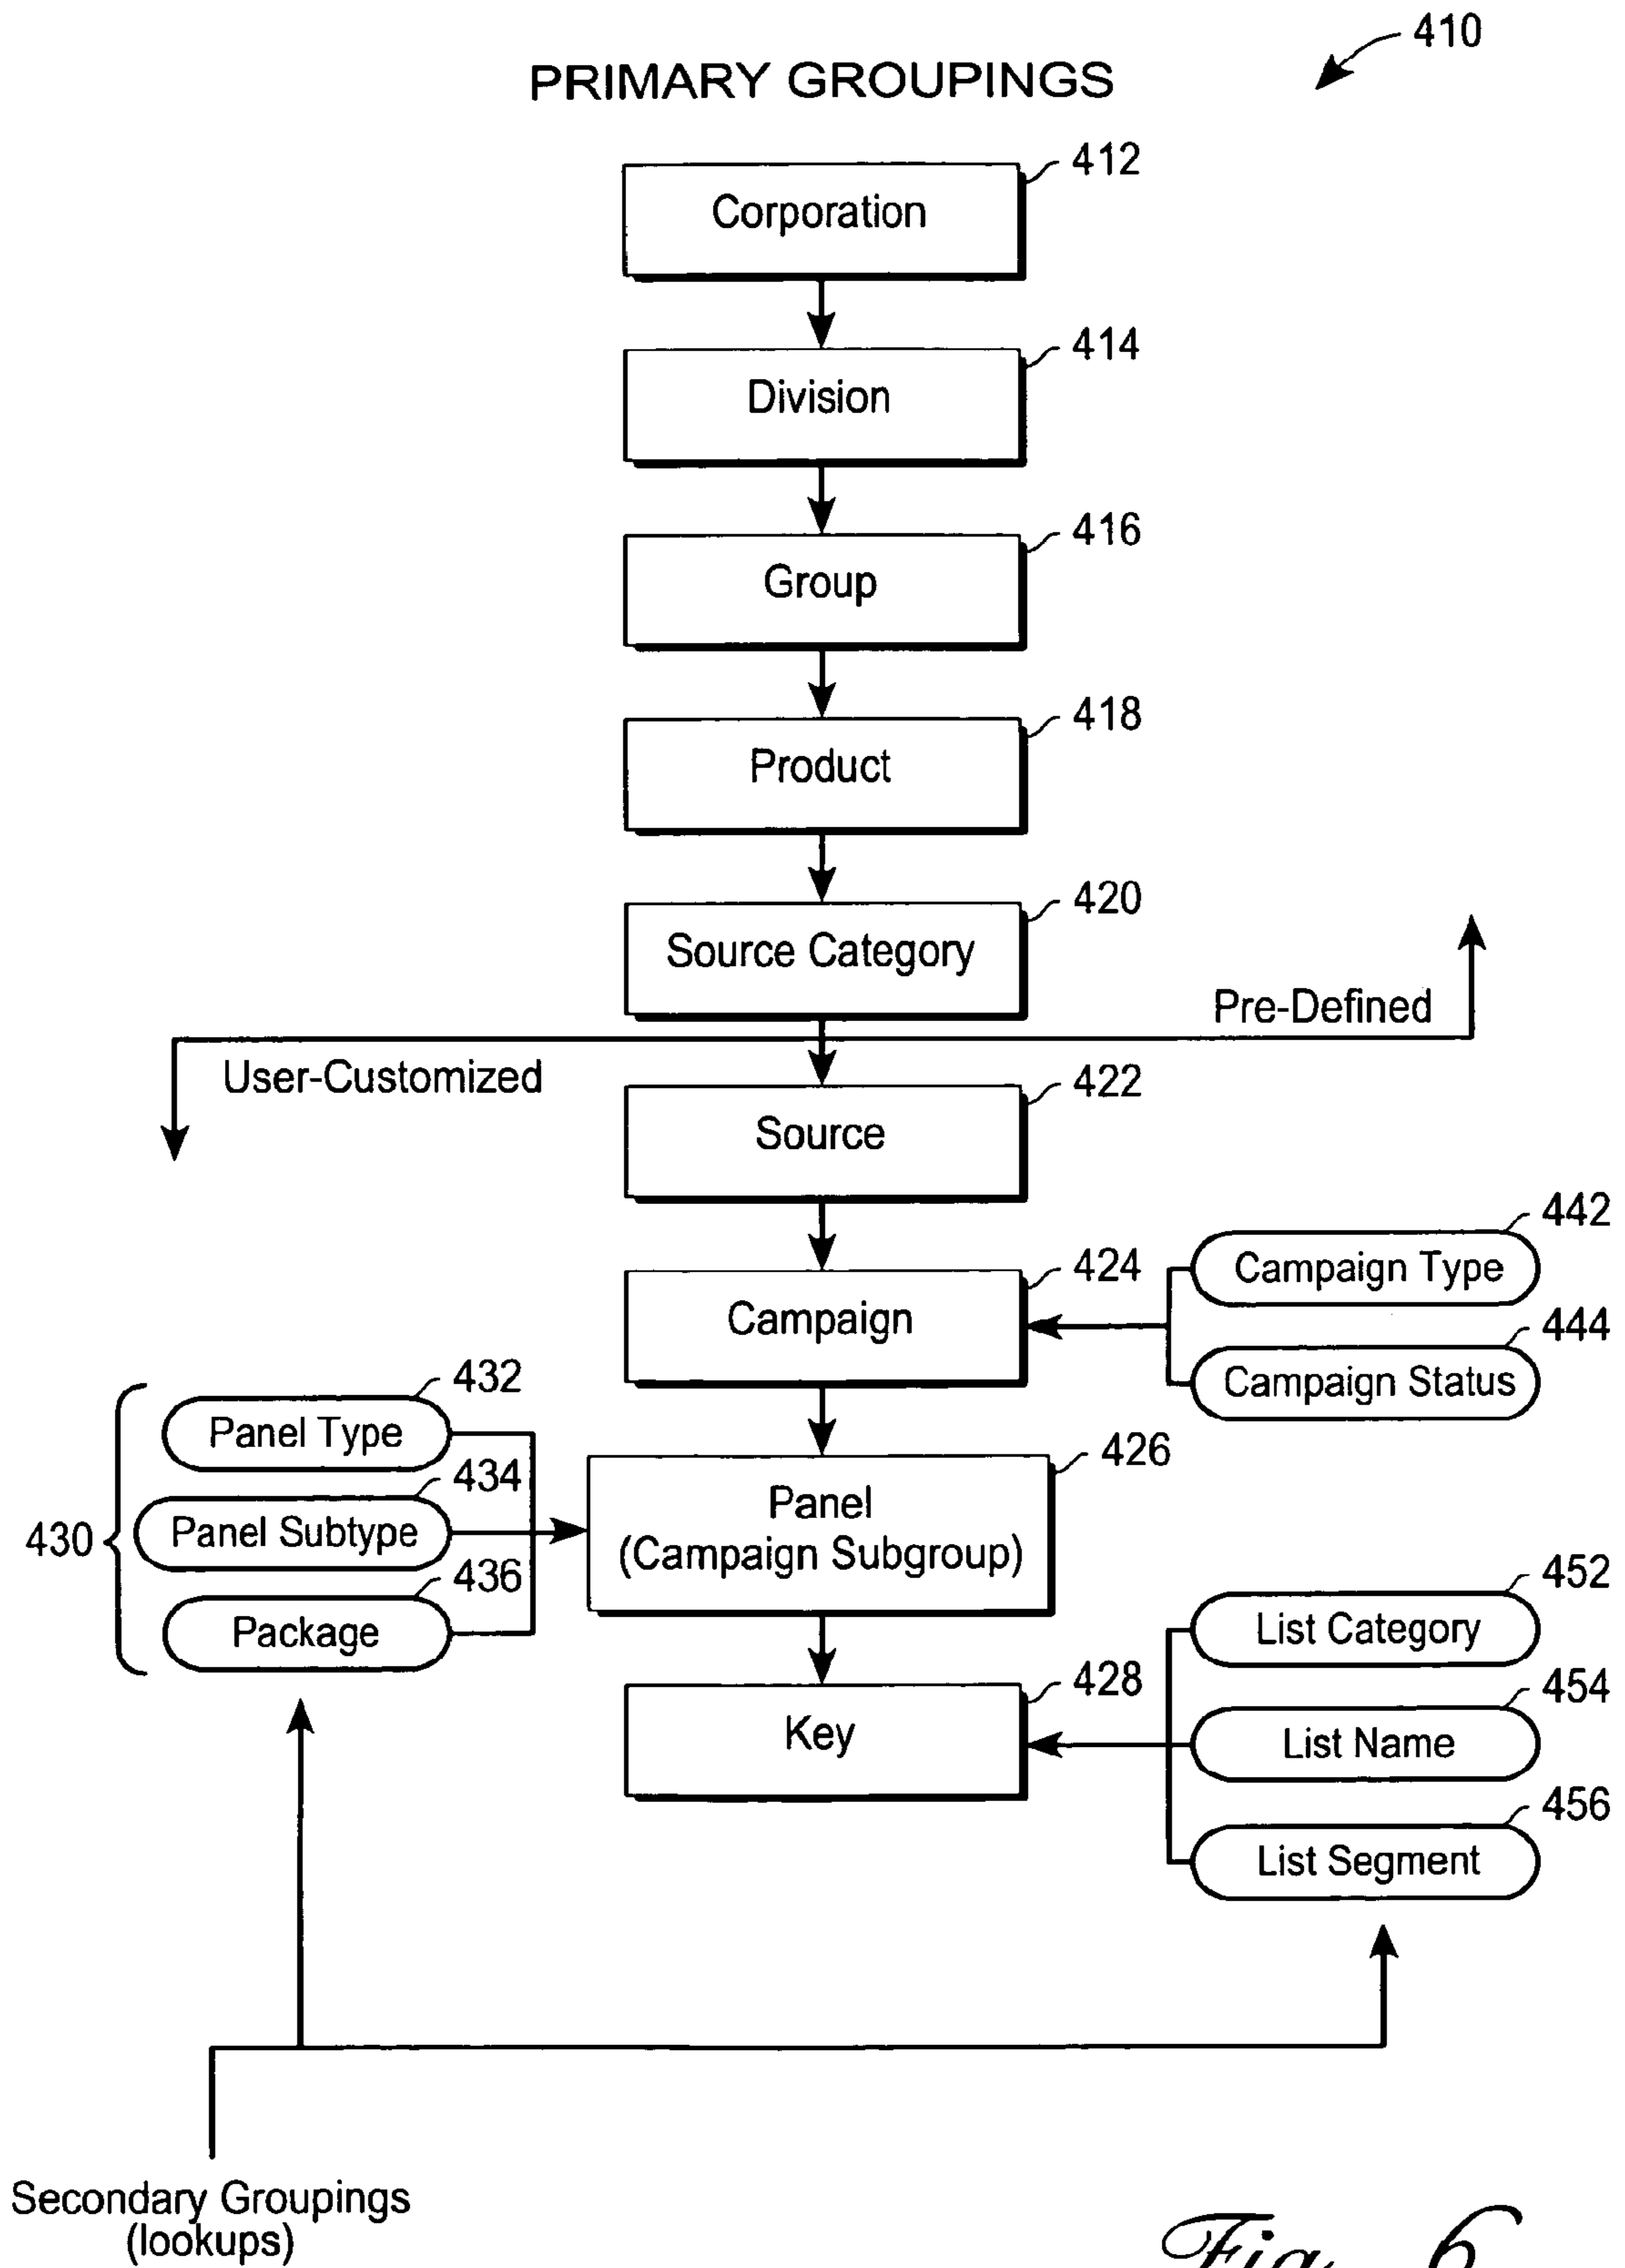 410
PRIMARY GROUPINGS
412
Corporation
414
Division
416
Group
418
Product
420
Source Category
Pre-Defined
User-Customized
422
Source
442
Campaign Type
424
Campaign
444
Campaign Status
432
Panel Type
426
434
Panel
430
Panel Subtype
(Campaign Subgroup)
436
Package
452
List Category
428
Key
454
List Name
456
List Segment
Secondary Groupings
(lookups)
Fig. 6